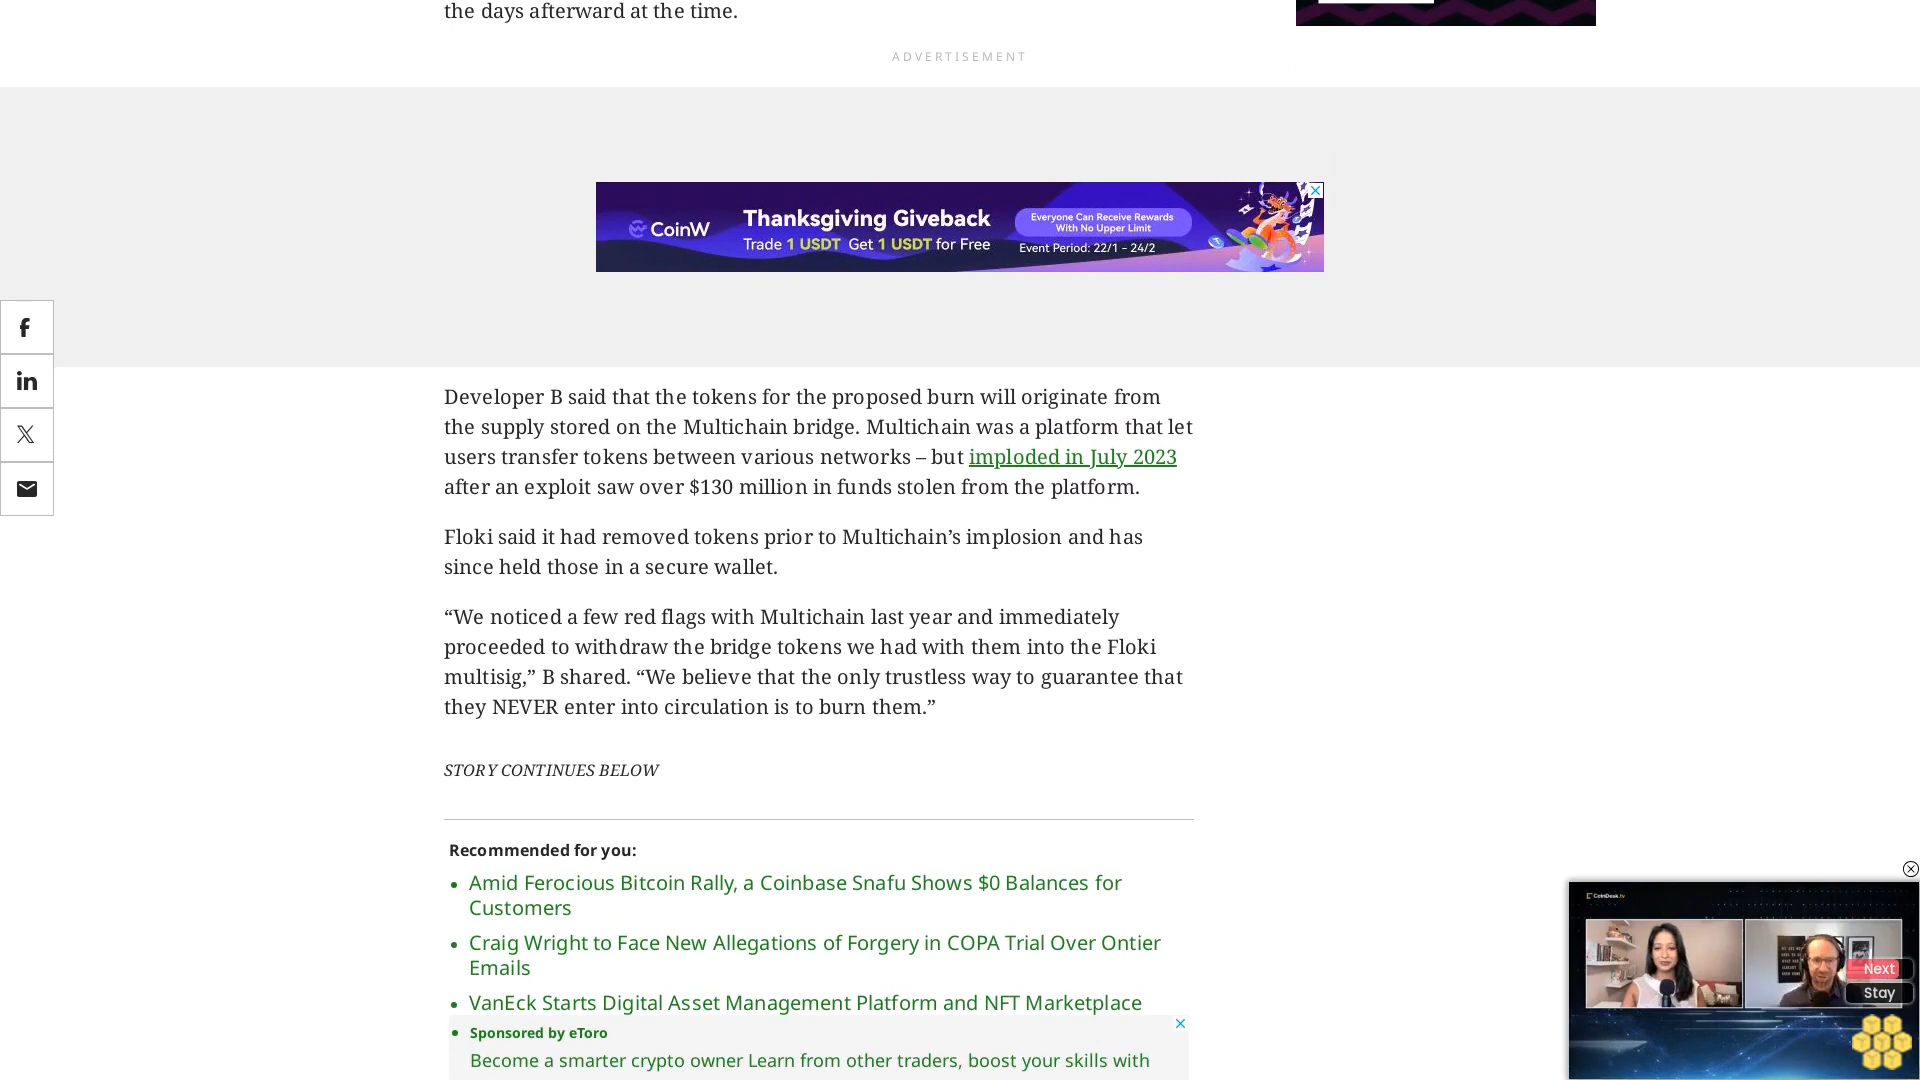 the days afterward at the time.
ADVERTISEMENT
CoinW
Thanksgiving Giveback
Trade 1 USDT Get 1 USDT for Free
Everyone Can Receive Rewards
With No Upper Limit
Event Period: 22/1 - 24/2
Developer B said that the tokens for the proposed burn will originate from
the supply stored on the Multichain bridge. Multichain was a platform that let
users transfer tokens between various networks – but imploded in July 2023
after an exploit saw over $130 million in funds stolen from the platform.
Floki said it had removed tokens prior to Multichain’s implosion and has
since held those in a secure wallet.
“We noticed a few red flags with Multichain last year and immediately
proceeded to withdraw the bridge tokens we had with them into the Floki
multisig,” B shared. “We believe that the only trustless way to guarantee that
they NEVER enter into circulation is to burn them.”
STORY CONTINUES BELOW
Recommended for you:
• Amid Ferocious Bitcoin Rally, a Coinbase Snafu Shows $0 Balances for
Customers
• Craig Wright to Face New Allegations of Forgery in COPA Trial Over Ontier
Emails
• VanEck Starts Digital Asset Management Platform and NFT Marketplace
• Sponsored by eToro
Become a smarter crypto owner Learn from other traders, boost your skills with
CoinDesk.tv
Next
Stay